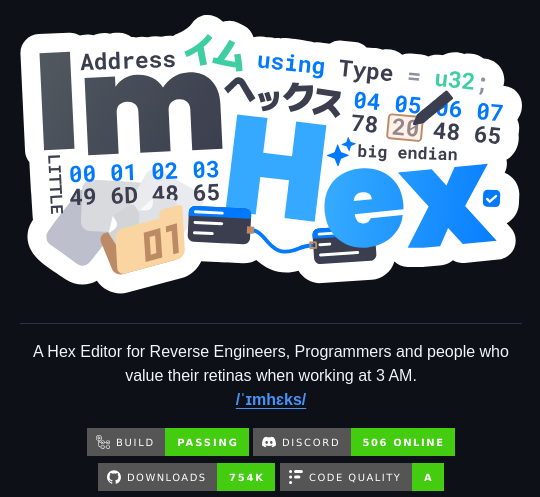 Address イム using Type = u32;
Im ヘックス 04 05 06 07
78 20 48 65
big endian
LITTLE 00 01 02 03
49 6D 48 65
Hex
01
A Hex Editor for Reverse Engineers, Programmers and people who
value their retinas when working at 3 AM.
/ˈɪmhɛks/
BUILD PASSING DISCORD 506 ONLINE
DOWNLOADS 754K CODE QUALITY A